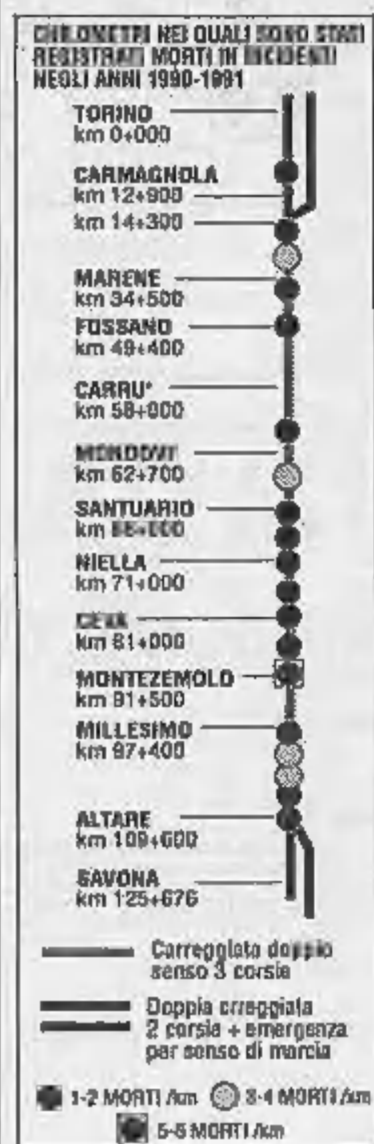 CHILOMETRI NEI QUALI SONO STATI
REGISTRATI MORTI IN INCIDENTI
NEGLI ANNI 1990-1991
TORINO
km 0+000
CARMAGNOLA
km 12+900
km 14+300
MARENE
km 34+500
FOSSANO
km 49+400
CARRU'
km 58+000
MONDOVI'
km 62+700
SANTUARIO
km
NIELLA
km 71+000
CEVA
km 81+000
MONTEZEMOLO
km 91+500
MILLESIMO
km 97+400
ALTARE
km 109+600
SAVONA
km 125+676
Carreggiata doppio
senso 3 corsie
Doppia crreggiata
2 corsie + emergenza
per senso di marcia
1-2 MORTI /km 3-4 MORTI /km
MORTI /km